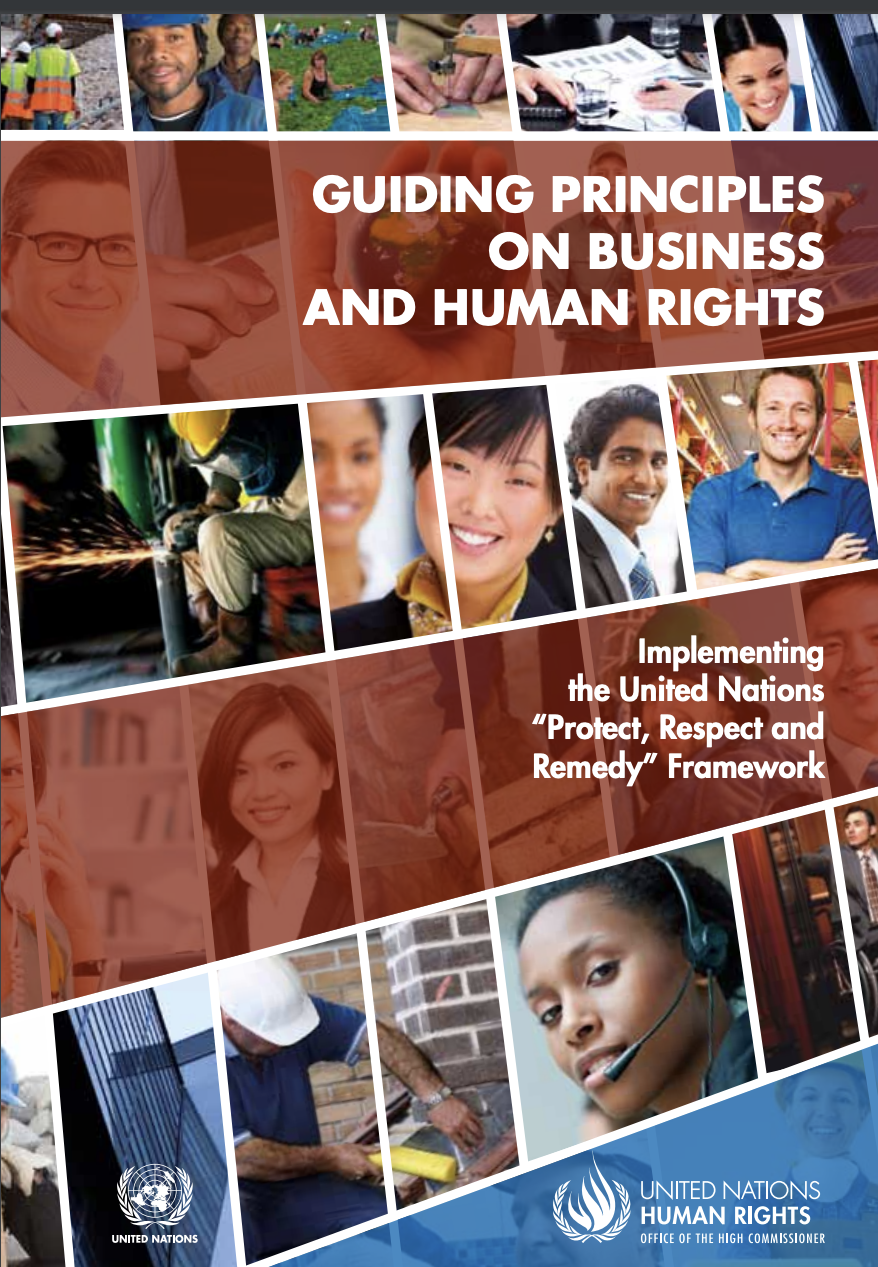 GUIDING PRINCIPLES
ON BUSINESS
AND HUMAN RIGHTS
Implementing
the United Nations
“Protect, Respect and
Remedy” Framework
UNITED NATIONS
UNITED NATIONS
HUMAN RIGHTS
OFFICE OF THE HIGH COMMISSIONER